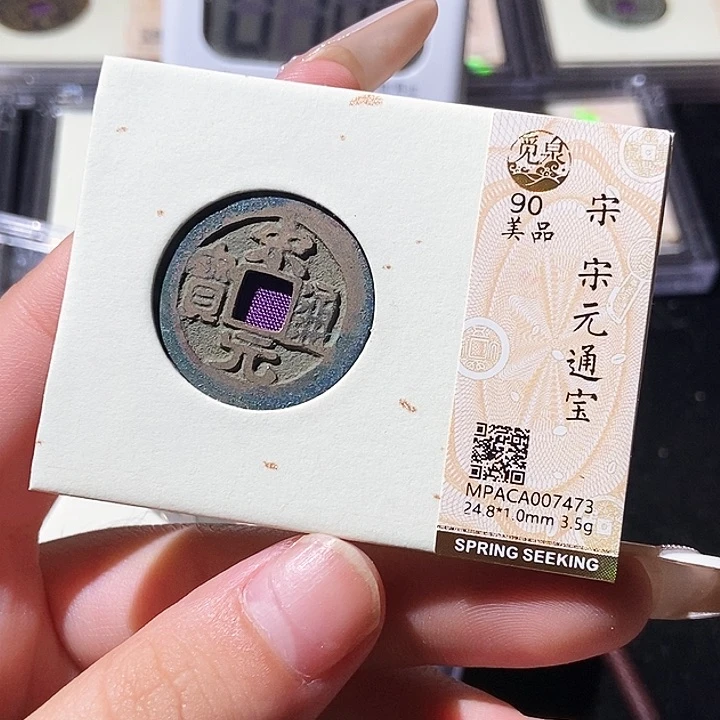 宋元通寳
觅泉
90
美品
宋
宋元通宝
MPACA007473
24.8*1.0mm 3.5g
SPRING SEEKING